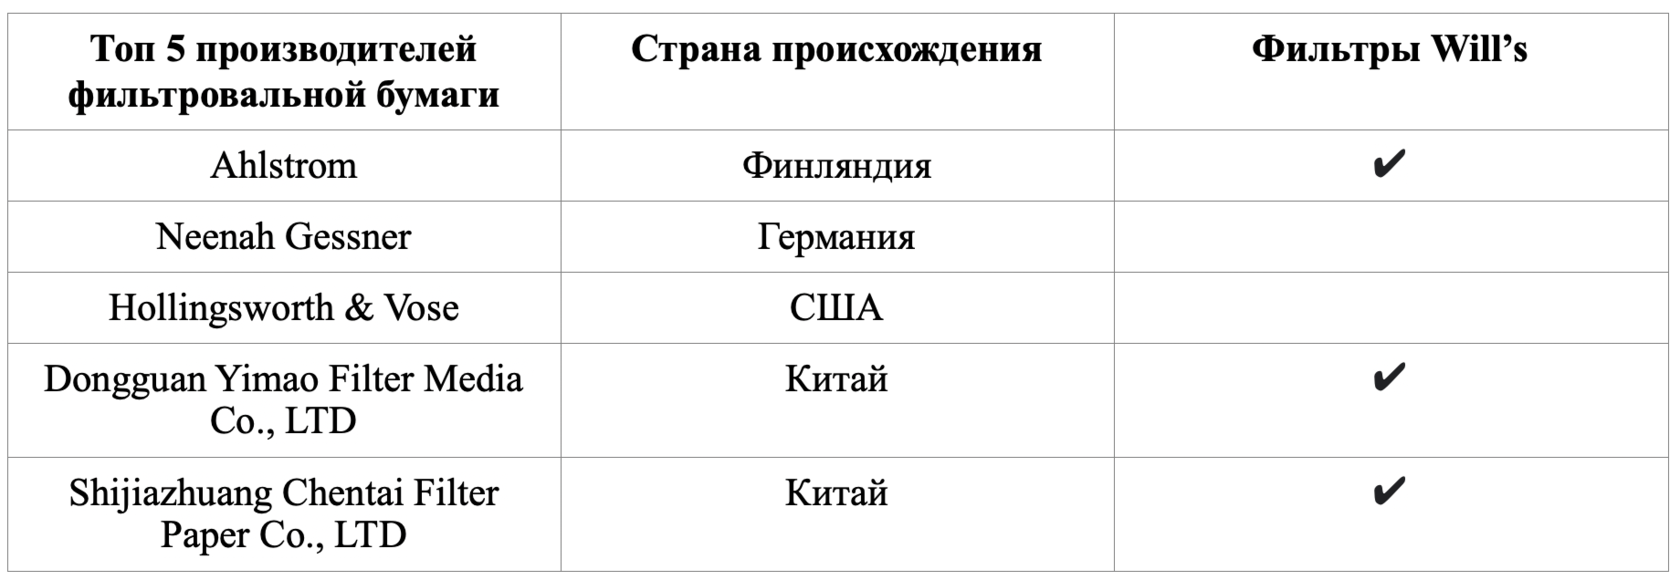 Топ 5 производителей
фильтровальной бумаги
Страна происхождения
Фильтры Will’s
Ahlstrom
Финляндия
✔
Neenah Gessner
Германия
Hollingsworth & Vose
США
Dongguan Yimao Filter Media
Co., LTD
Китай
✔
Shijiazhuang Chentai Filter
Paper Co., LTD
Китай
✔